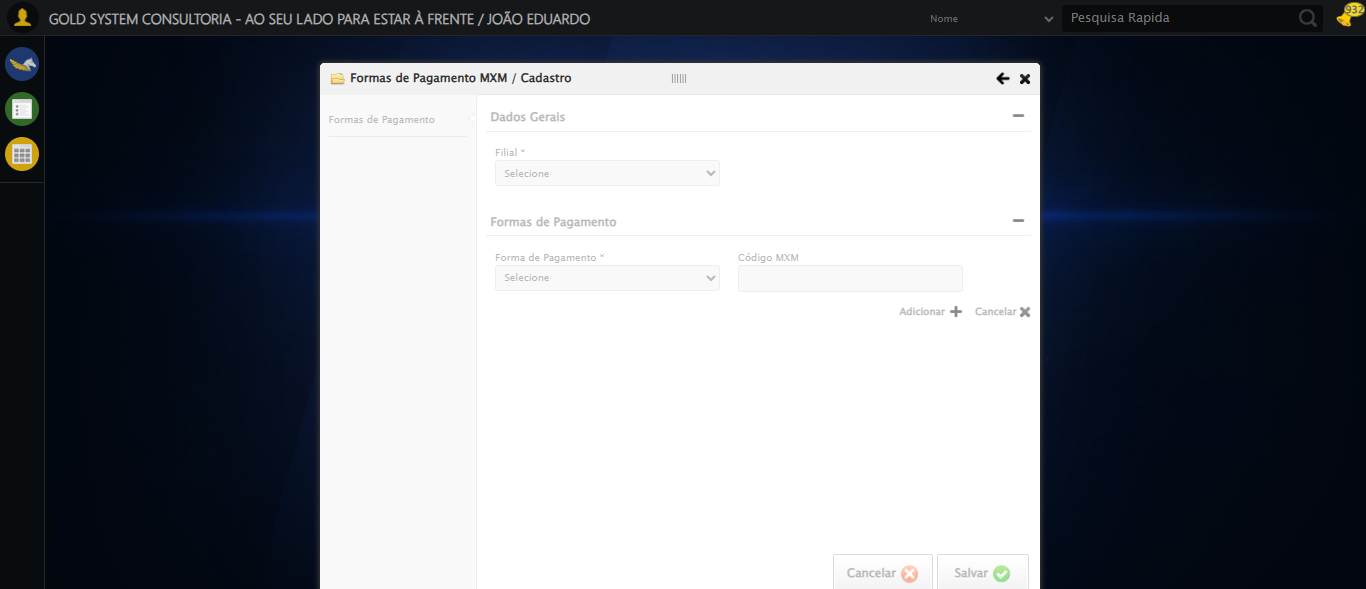 GOLD SYSTEM CONSULTORIA - AO SEU LADO PARA ESTAR À FRENTE / JOÃO EDUARDO
Nome
Pesquisa Rapida
932
Formas de Pagamento MXM / Cadastro
Formas de Pagamento
Dados Gerais
Filial *
Selecione
Formas de Pagamento
Forma de Pagamento * Código MXM
Selecione
Adicionar Cancelar
Cancelar Salvar